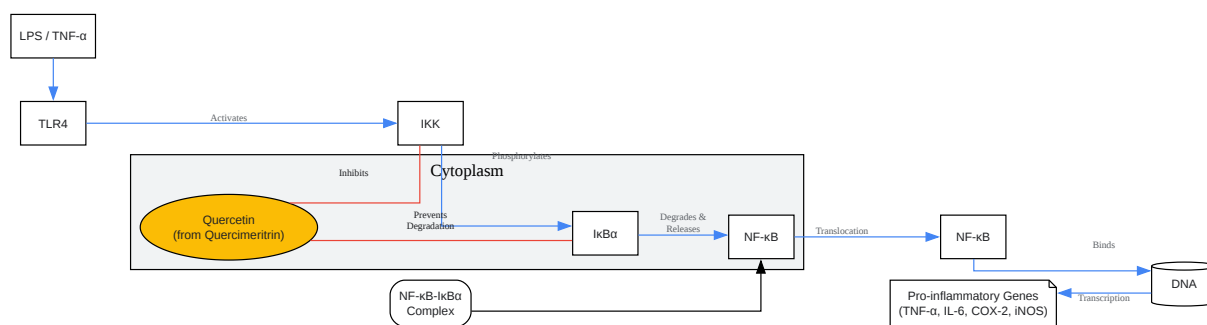 LPS / TNF-α
TLR4
Activates
IKK
Phosphorylates
Cytoplasm
Inhibits
Quercetin
(from Quercimeritrin)
Prevents
Degradation
IκBα
Degrades &
Releases
NF-κB
Translocation
NF-κB
Binds
DNA
Transcription
Pro-inflammatory Genes
(TNF-α, IL-6, COX-2, iNOS)
NF-κB-IκBα
Complex